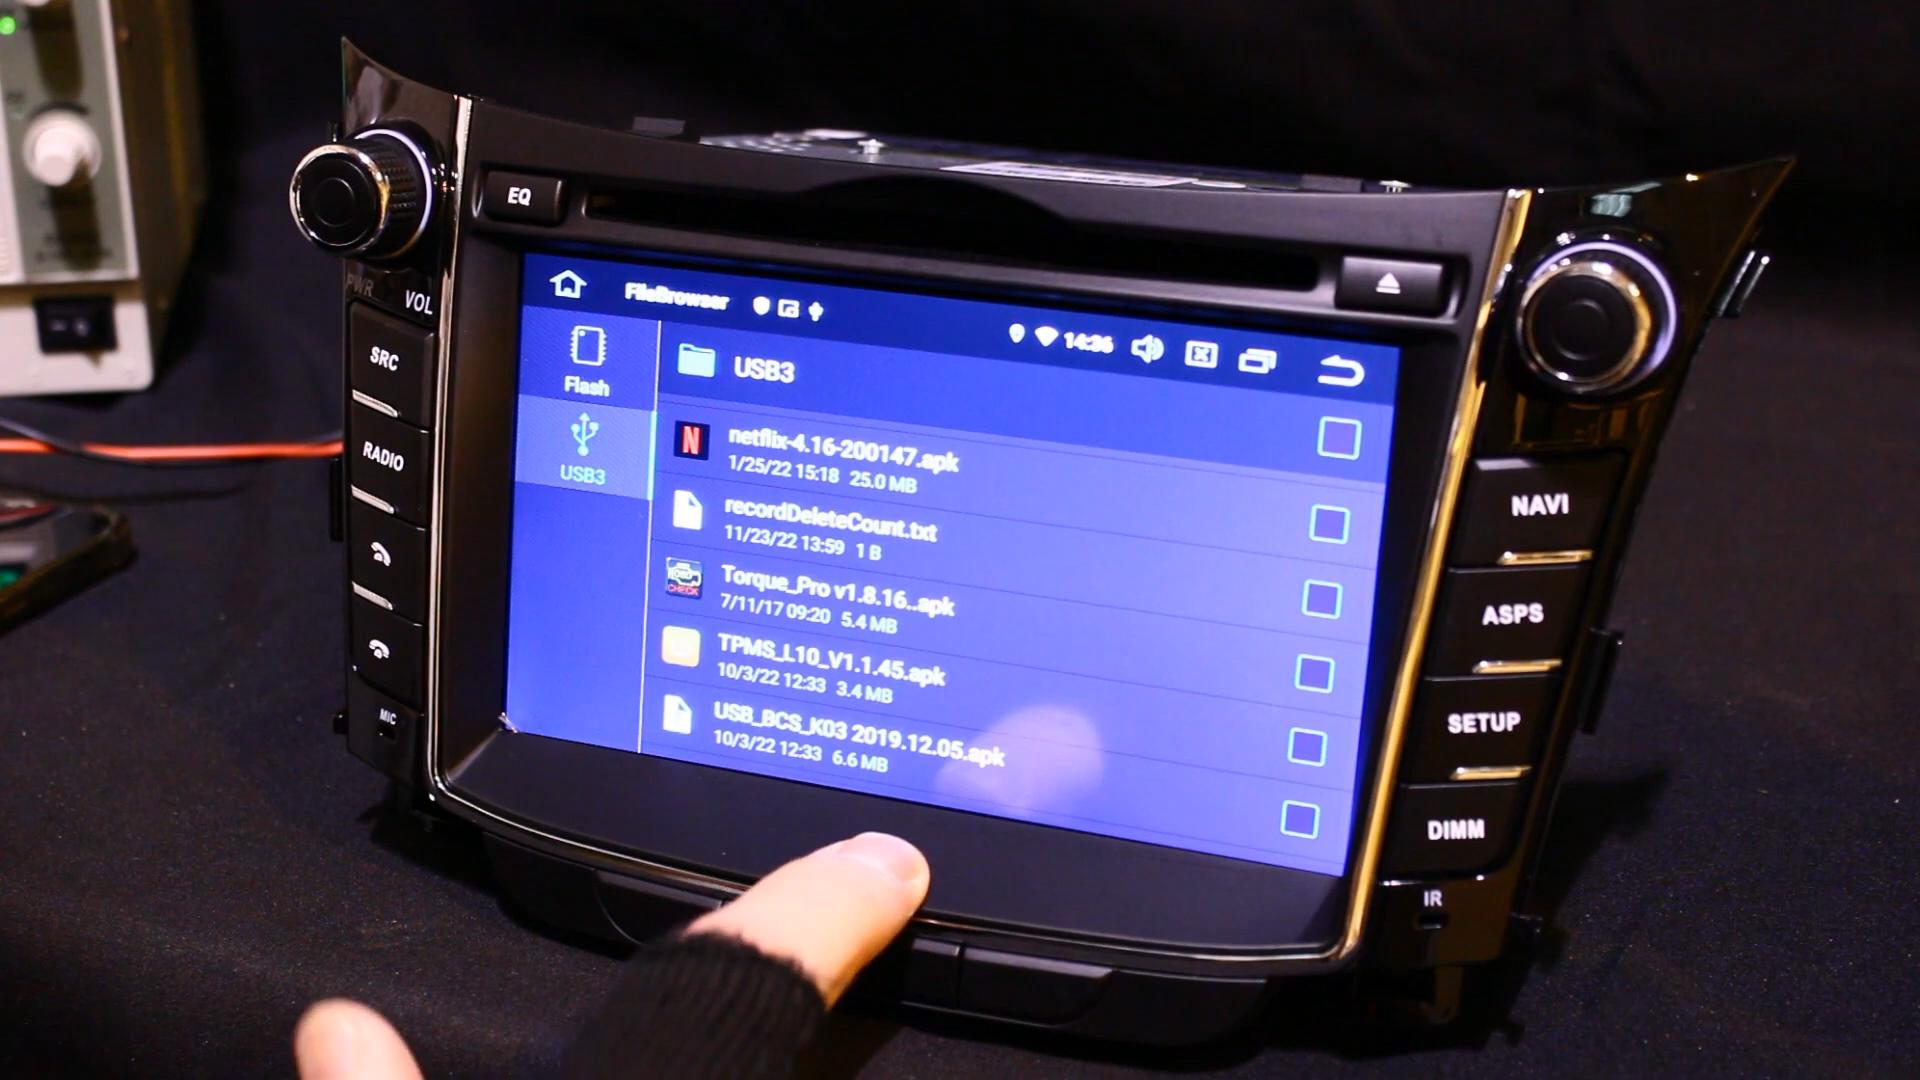 EQ
PWR
VOL
SRC
RADIO
MIC
FileBrowser
14:36
Flash
USB3
USB3
netflix-4.16-200147.apk
1/25/22 15:18 25.0 MB
recordDeleteCount.txt
11/23/22 13:59 1 B
CHECK
Torque_Pro v1.8.16..apk
7/11/17 09:20 5.4 MB
TPMS_L10_V1.1.45.apk
10/3/22 12:33 3.4 MB
USB_BCS_K03 2019.12.05.apk
10/3/22 12:33 6.6 MB
NAVI
ASPS
SETUP
DIMM
IR